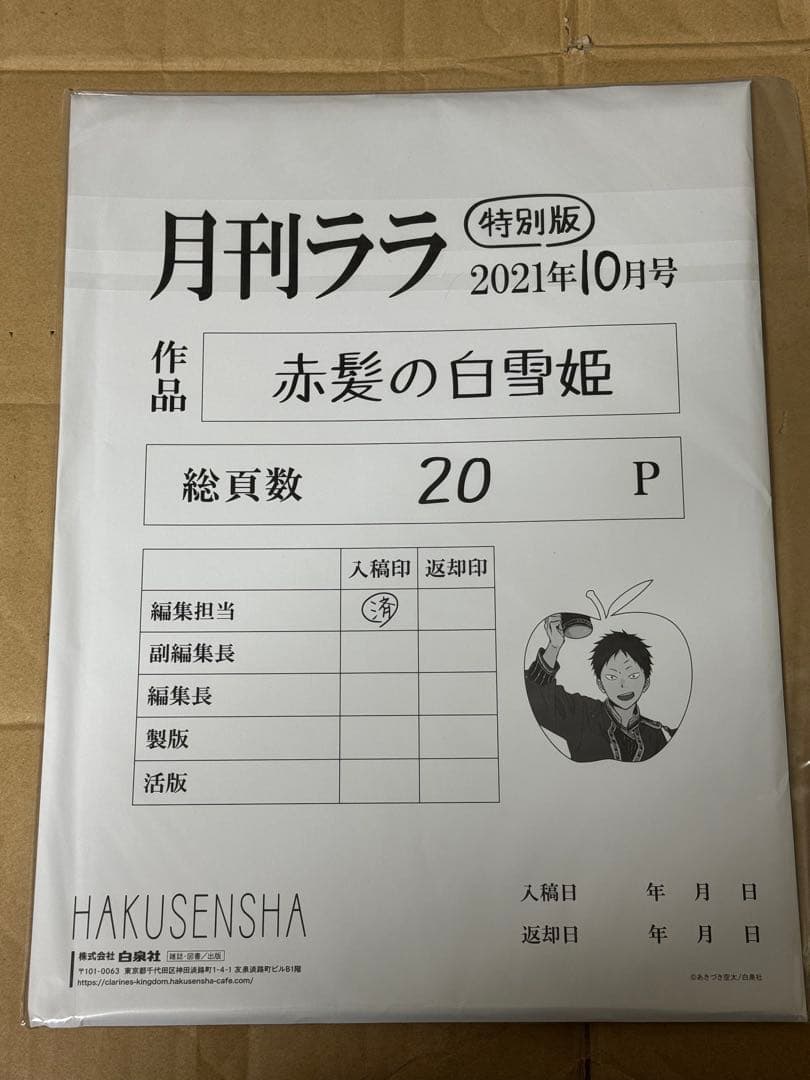 月刊ララ
特別版
2021年10月号
作品
赤髪の白雪姫
総頁数 20 P
入稿印 返却印
編集担当 済
副編集長
編集長
製版
活版
入稿日 年 月 日
返却日 年 月 日
HAKUSENSHA
株式会社 白泉社 雑誌・図書/出版
〒101-0063 東京都千代田区神田淡路町1-4-1 友泉淡路町ビルB1階
https://clarines-kingdom.hakusensha-cafe.com/
©あきづき空太/白泉社